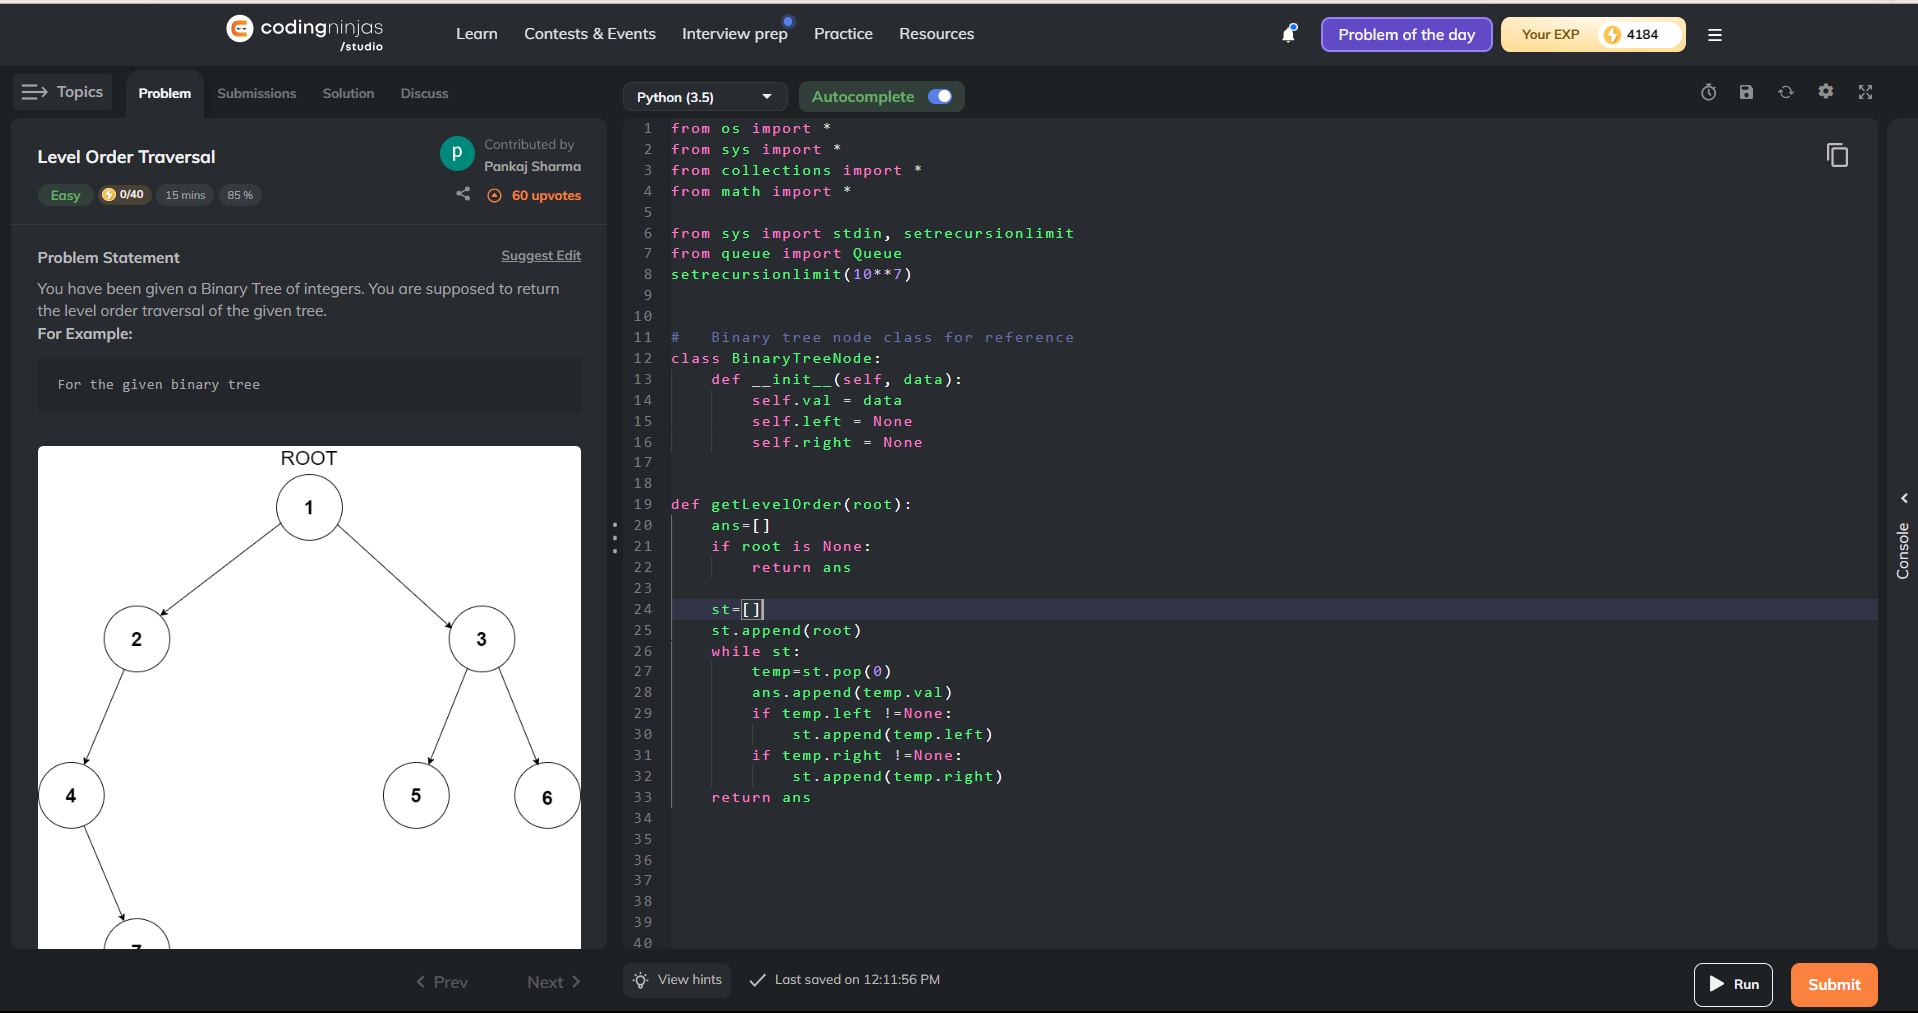 codingninjas
/studio
Learn
Contests & Events
Interview prep
Practice
Resources
Problem of the day
Your EXP
4184
Topics
Problem
Submissions
Solution
Discuss
Level Order Traversal
p
Contributed by
Pankaj Sharma
Easy
0/40
15 mins
85 %
60 upvotes
Problem Statement
Suggest Edit
You have been given a Binary Tree of integers. You are supposed to return
the level order traversal of the given tree.
For Example:
For the given binary tree
ROOT
1
2
3
4
5
6
7
Prev
Next
Python (3.5)
Autocomplete
1 from os import *
2 from sys import *
3 from collections import *
4 from math import *
5
6 from sys import stdin, setrecursionlimit
7 from queue import Queue
8 setrecursionlimit(10**7)
9
10
11 #   Binary tree node class for reference
12 class BinaryTreeNode:
13     def __init__(self, data):
14         self.val = data
15         self.left = None
16         self.right = None
17
18
19 def getLevelOrder(root):
20     ans=[]
21     if root is None:
22         return ans
23
24     st=[]
25     st.append(root)
26     while st:
27         temp=st.pop(0)
28         ans.append(temp.val)
29         if temp.left !=None:
30             st.append(temp.left)
31         if temp.right !=None:
32             st.append(temp.right)
33     return ans
34
35
36
37
38
39
40
Console
View hints
Last saved on 12:11:56 PM
Run
Submit